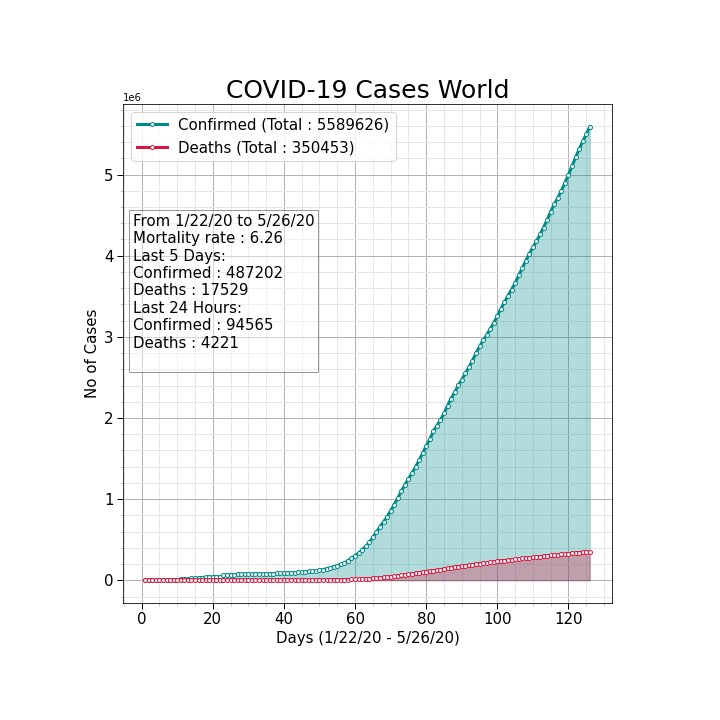 COVID-19 Cases World
1e6
Confirmed (Total : 5589626)
Deaths (Total : 350453)
From 1/22/20 to 5/26/20
Mortality rate : 6.26
Last 5 Days:
Confirmed : 487202
Deaths : 17529
Last 24 Hours:
Confirmed : 94565
Deaths : 4221
No of Cases
5
4
3
2
1
0
0 20 40 60 80 100 120
Days (1/22/20 - 5/26/20)